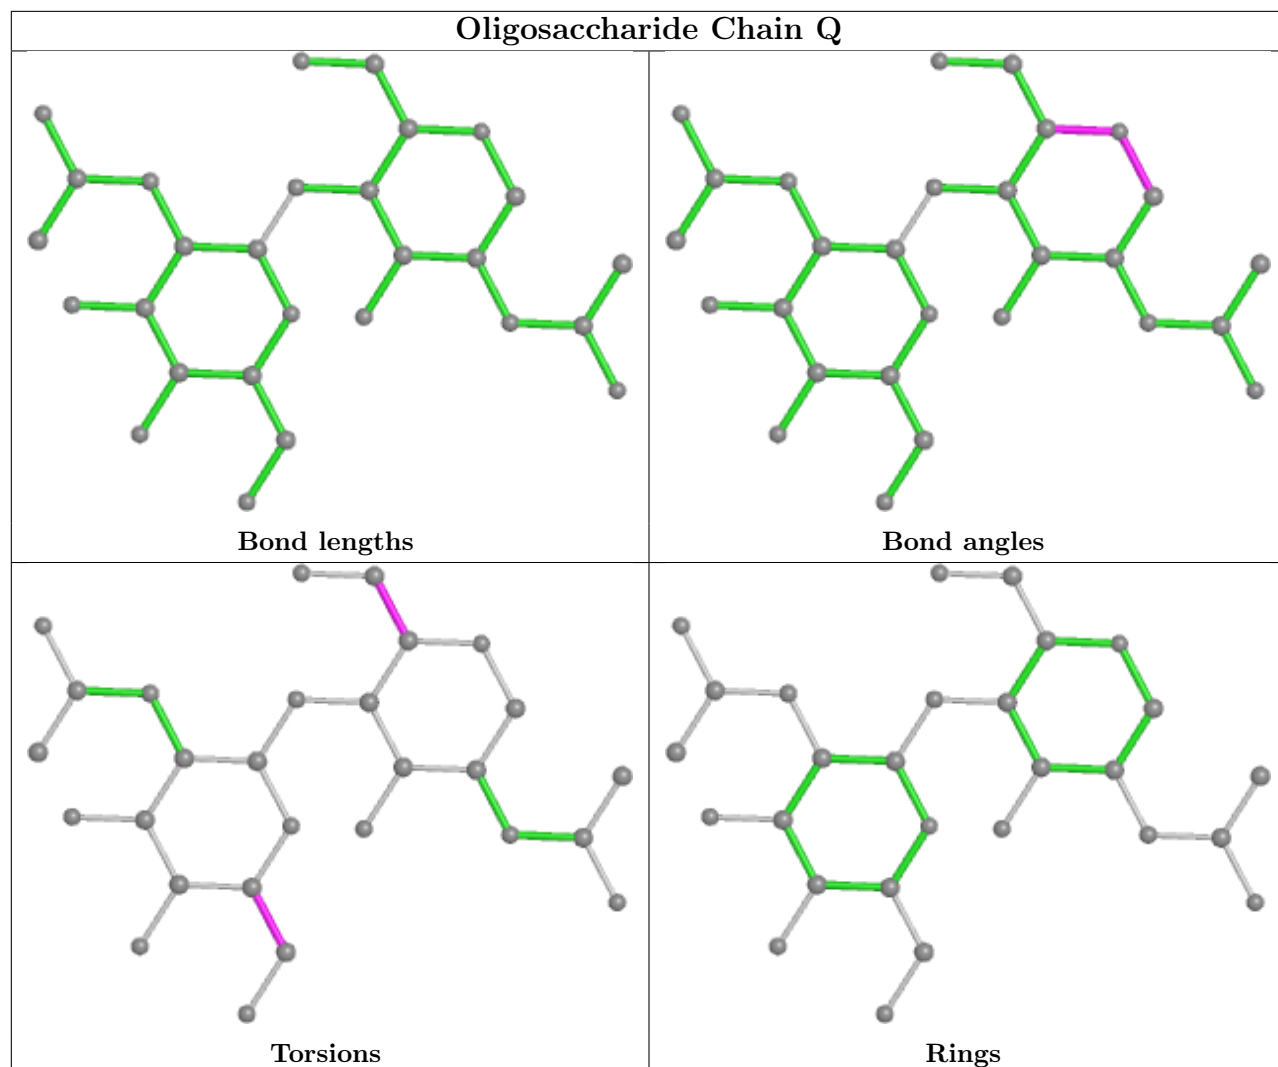 Oligosaccharide Chain Q
Bond lengths
Bond angles
Torsions
Rings